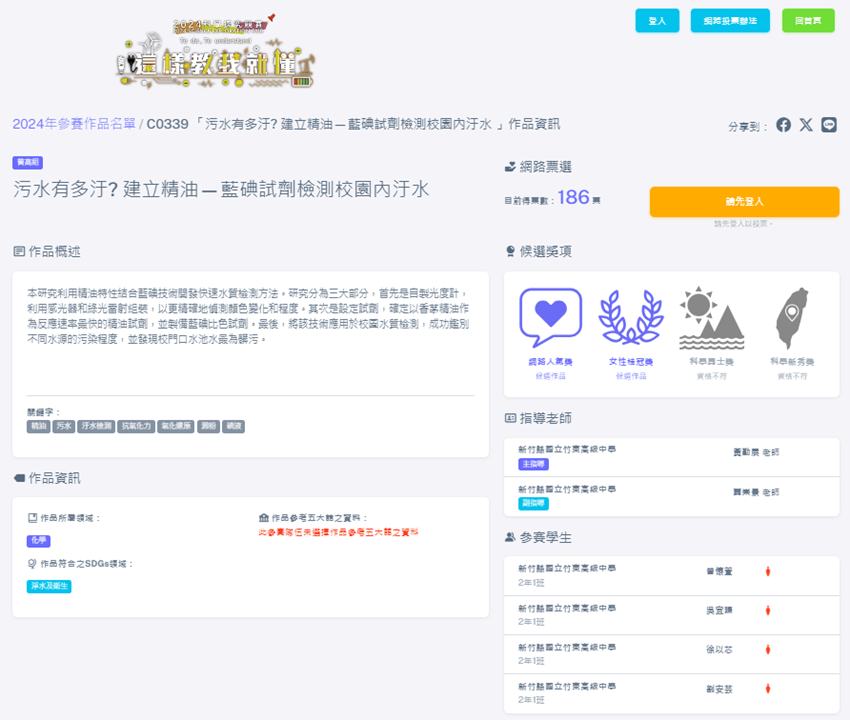 登入
網路投票辦法
回首頁
To do, To understand
這樣教我就懂
2024年參賽作品名單 / C0339 「 污水有多汙? 建立精油 — 藍碘試劑檢測校園內汙水 」作品資訊
分享到：
普高組
污水有多汙? 建立精油 — 藍碘試劑檢測校園內汙水
網路票選
目前得票數：186 票
請先登入
請先登入以投票。
作品概述
本研究利用精油特性結合藍碘技術開發快速水質檢測方法。研究分為三大部分，首先是自製光度計，
利用感光器和綠光雷射組裝，以更精確地偵測顏色變化和程度。其次是設定試劑，確定以香茅精油作
為反應速率最快的精油試劑，並製備藍碘比色試劑。最後，將該技術應用於校園水質檢測，成功鑑別
不同水源的污染程度，並發現校門口水池水最為髒污。
關鍵字：
精油 污水 汙水檢測 抗氧化力 氧化還原 澱粉 碘液
候選獎項
網路人氣獎
候選作品
女性桂冠獎
候選作品
科學勇士獎
資格不符
科學新秀獎
資格不符
指導老師
新竹縣國立竹東高級中學
主指導
老師
新竹縣國立竹東高級中學
副指導
老師
作品資訊
作品所屬領域：
化學
作品參考五大館之資料：
此參賽隊伍未選擇作品參考五大館之資料
作品符合之SDGs領域：
淨水及衛生
參賽學生
新竹縣國立竹東高級中學
2年1班
曾懷萱
新竹縣國立竹東高級中學
2年1班
吳宜臻
新竹縣國立竹東高級中學
2年1班
徐以芯
新竹縣國立竹東高級中學
2年1班
劉安芸